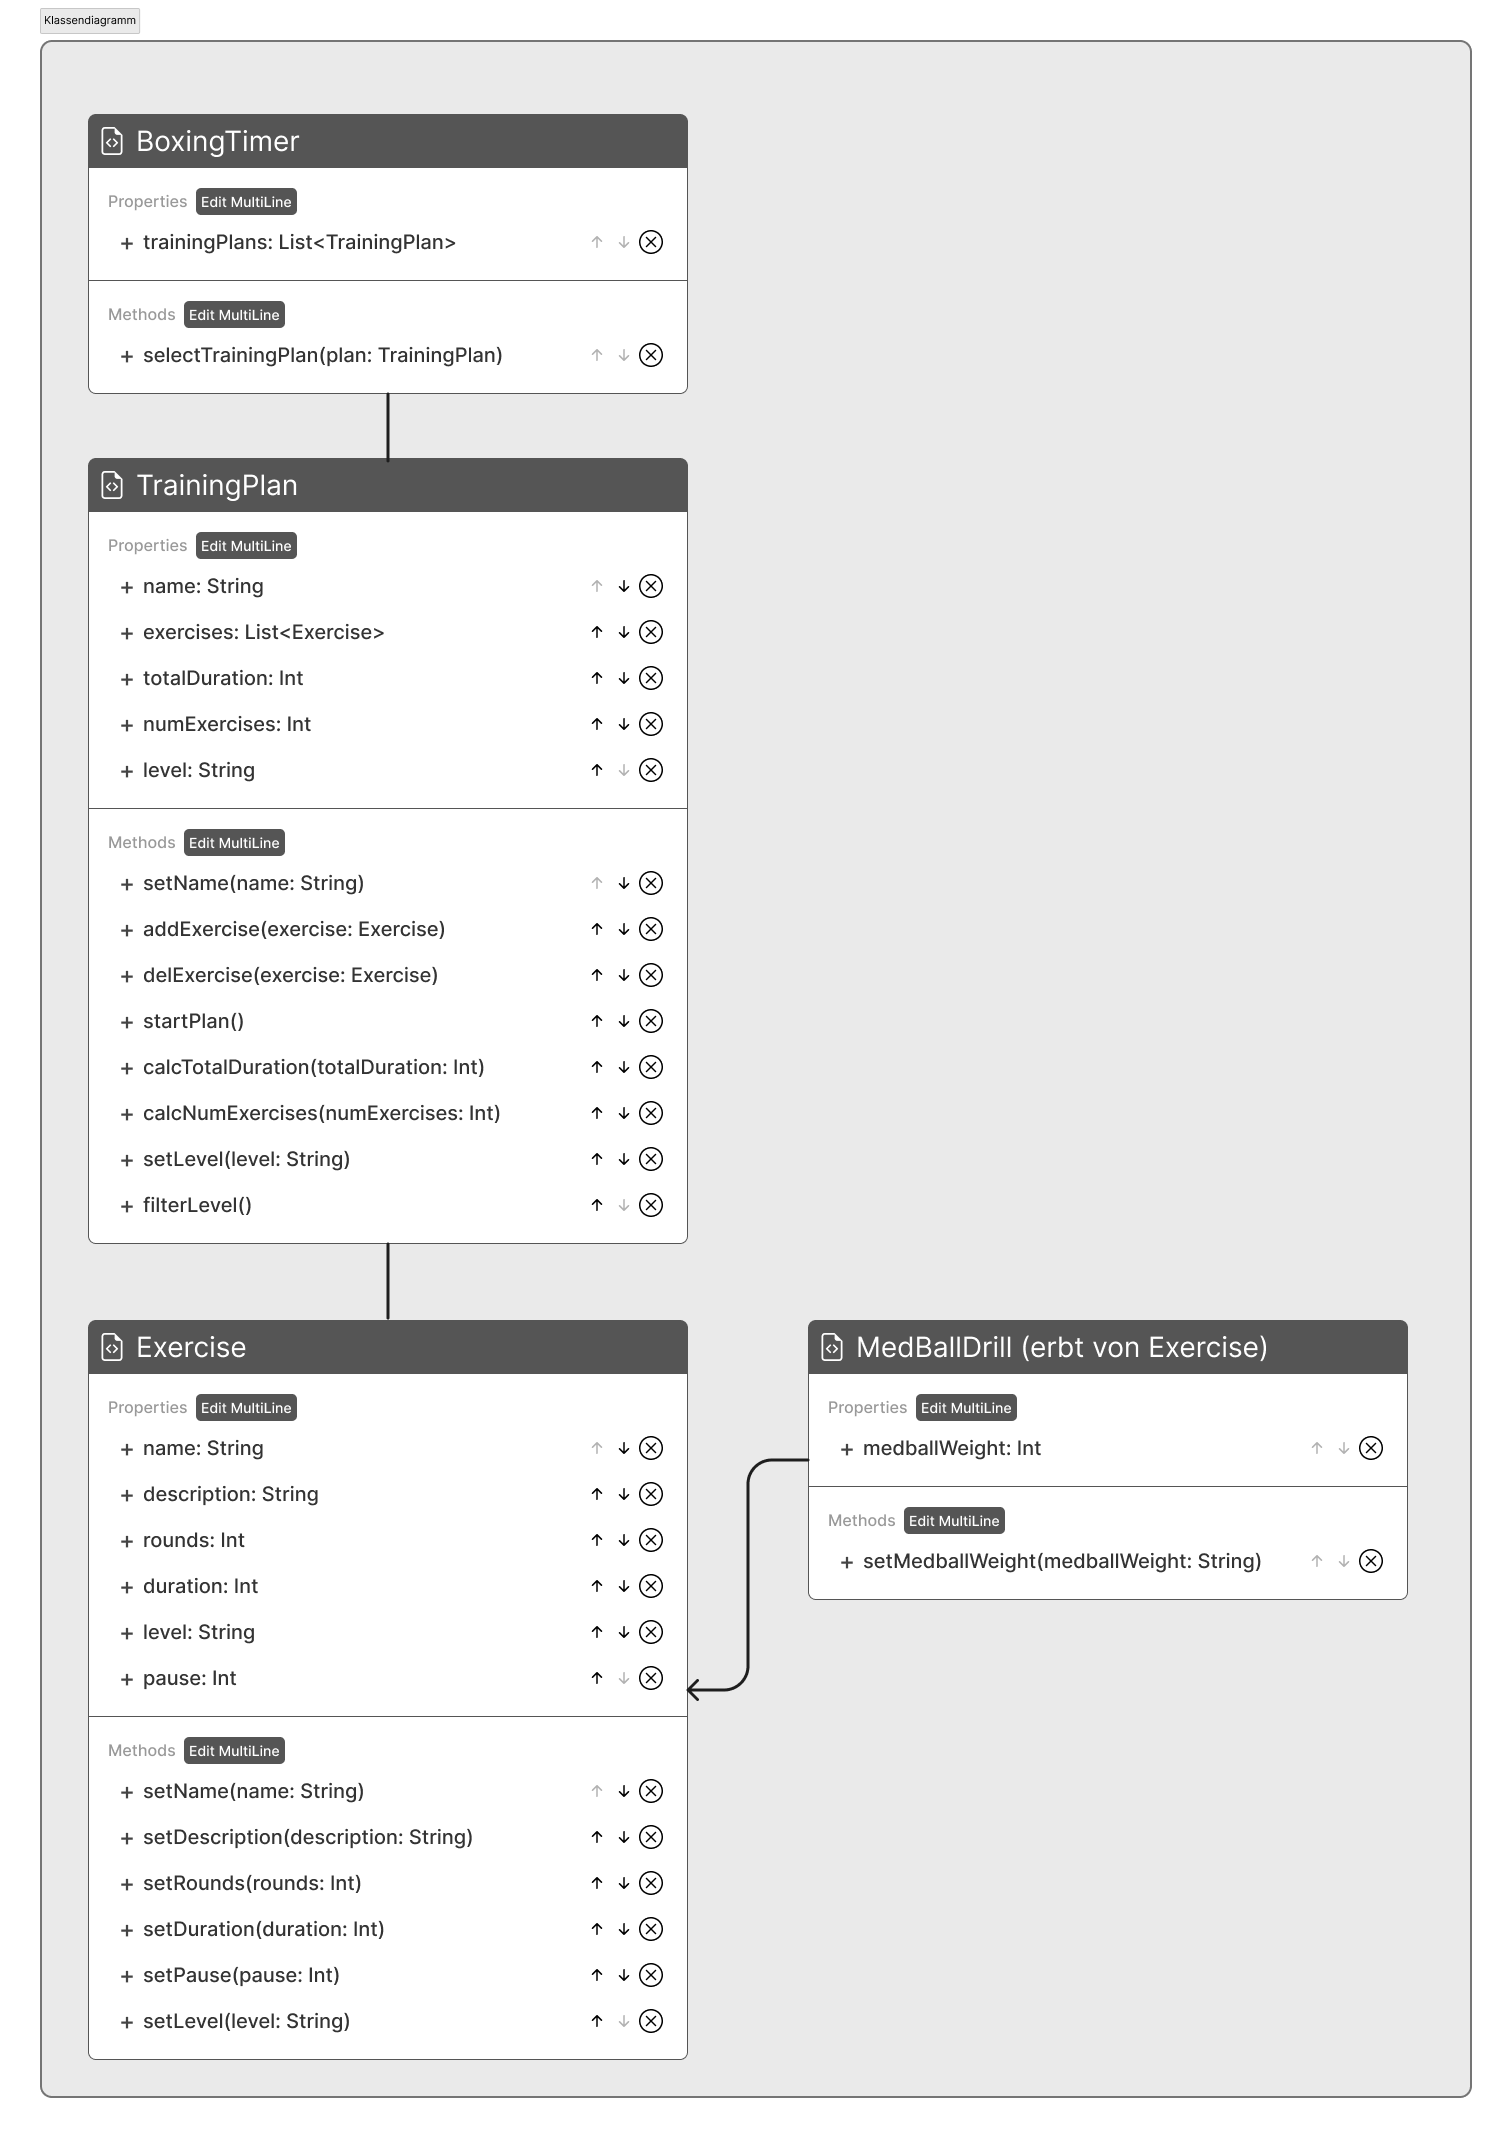 Klassendiagramm
BoxingTimer
Properties Edit MultiLine
+ trainingPlans: List<TrainingPlan>
Methods Edit MultiLine
+ selectTrainingPlan(plan: TrainingPlan)
TrainingPlan
Properties Edit MultiLine
+ name: String
+ exercises: List<Exercise>
+ totalDuration: Int
+ numExercises: Int
+ level: String
Methods Edit MultiLine
+ setName(name: String)
+ addExercise(exercise: Exercise)
+ delExercise(exercise: Exercise)
+ startPlan()
+ calcTotalDuration(totalDuration: Int)
+ calcNumExercises(numExercises: Int)
+ setLevel(level: String)
+ filterLevel()
Exercise
Properties Edit MultiLine
+ name: String
+ description: String
+ rounds: Int
+ duration: Int
+ level: String
+ pause: Int
Methods Edit MultiLine
+ setName(name: String)
+ setDescription(description: String)
+ setRounds(rounds: Int)
+ setDuration(duration: Int)
+ setPause(pause: Int)
+ setLevel(level: String)
MedBallDrill (erbt von Exercise)
Properties Edit MultiLine
+ medballWeight: Int
Methods Edit MultiLine
+ setMedballWeight(medballWeight: String)